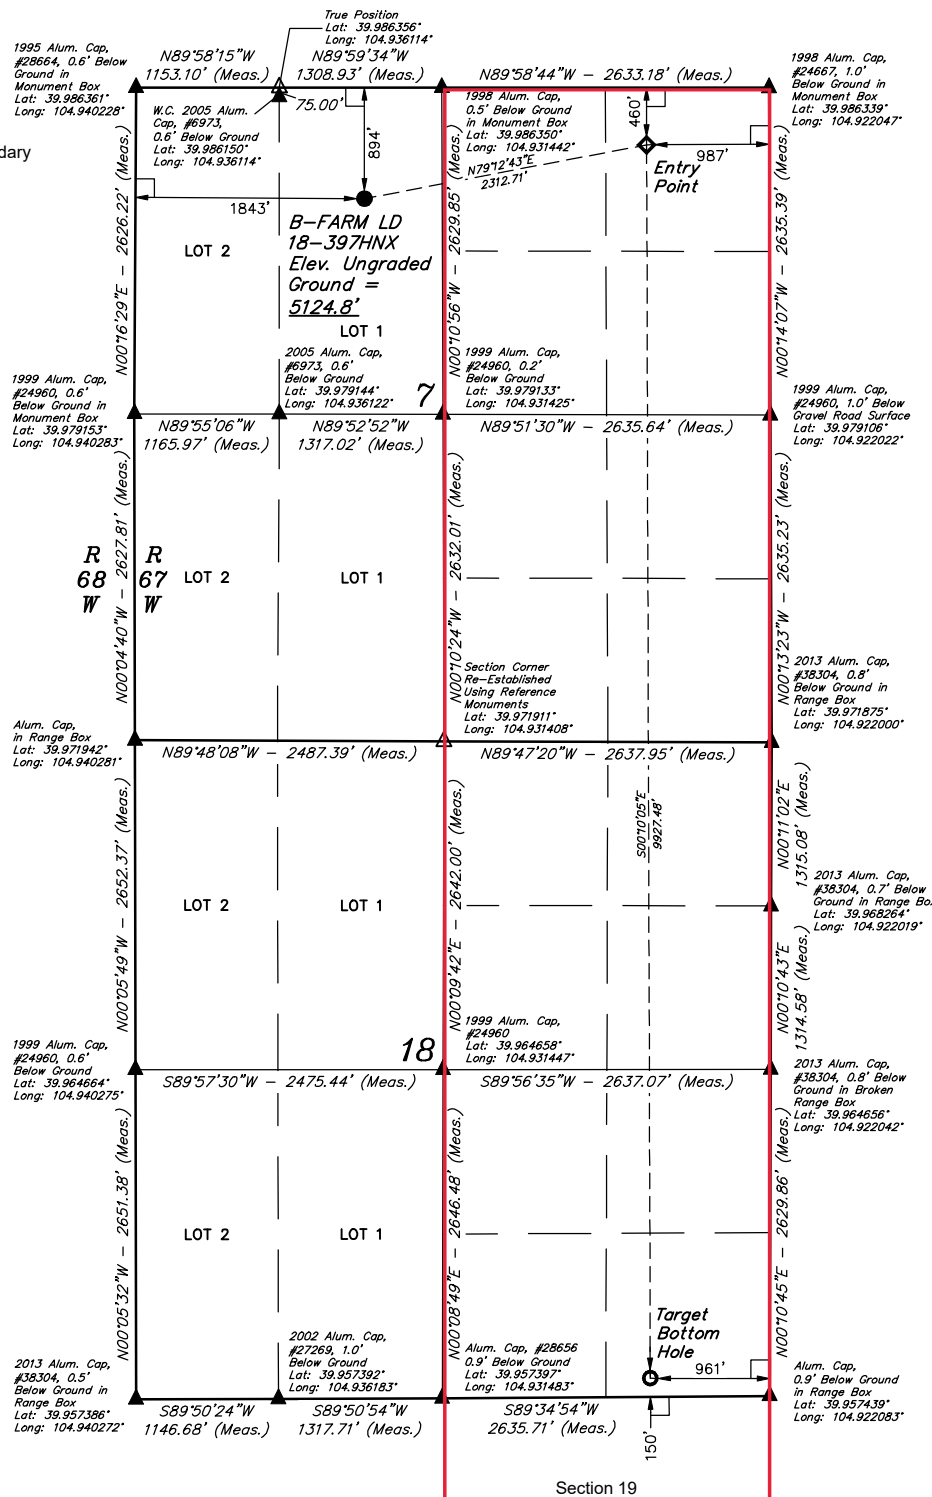 True Position
Lat: 39.986356°
Long: 104.936114°
1995 Alum. Cap,
#28664, 0.6' Below
Ground in
Monument Box
Lat: 39.986361°
Long: 104.940228°
N89°58'15"W
1153.10' (Meas.)
N89°59'34"W
1308.93' (Meas.)
N89°58'44"W - 2633.18' (Meas.)
1998 Alum. Cap,
#24667, 1.0'
Below Ground in
Monument Box
Lat: 39.986339°
Long: 104.922047°
dary
W.C. 2005 Alum.
Cap, #6973,
0.6' Below Ground
Lat: 39.986150°
Long: 104.936114°
75.00'
894'
1998 Alum. Cap,
0.5' Below Ground
in Monument Box
Lat: 39.986350°
Long: 104.931442°
460'
987'
Entry
Point
N79°12'43"E
2312.71'
1843'
B-FARM LD
18-397HNX
Elev. Ungraded
Ground =
5124.8'
LOT 2
LOT 1
N00°16'29"E - 2626.22' (Meas.)
N00°10'56"W - 2629.85' (Meas.)
N00°14'07"W - 2635.39' (Meas.)
1999 Alum. Cap,
#24960, 0.6'
Below Ground in
Monument Box
Lat: 39.979153°
Long: 104.940283°
2005 Alum. Cap,
#6973, 0.6'
Below Ground
Lat: 39.979144°
Long: 104.936122°
7
1999 Alum. Cap,
#24960, 0.2'
Below Ground
Lat: 39.979133°
Long: 104.931425°
1999 Alum. Cap,
#24960, 1.0' Below
Gravel Road Surface
Lat: 39.979106°
Long: 104.922022°
N89°55'06"W
1165.97' (Meas.)
N89°52'52"W
1317.02' (Meas.)
N89°51'30"W - 2635.64' (Meas.)
R
68
W
R
67
W
LOT 2
LOT 1
N00°04'40"W - 2627.81' (Meas.)
N00°10'24"W - 2632.01' (Meas.)
N00°13'23"W - 2635.23' (Meas.)
Section Corner
Re-Established
Using Reference
Monuments
Lat: 39.971911°
Long: 104.931408°
2013 Alum. Cap,
#38304, 0.8'
Below Ground in
Range Box
Lat: 39.971875°
Long: 104.922000°
Alum. Cap,
in Range Box
Lat: 39.971942°
Long: 104.940281°
N89°48'08"W - 2487.39' (Meas.)
N89°47'20"W - 2637.95' (Meas.)
S00°10'05"E
9927.48'
N00°11'02"E
1315.08' (Meas.)
2013 Alum. Cap,
#38304, 0.7' Below
Ground in Range Bo
Lat: 39.968264°
Long: 104.922019°
LOT 2
LOT 1
N00°05'49"W - 2652.37' (Meas.)
N00°09'42"E - 2642.00' (Meas.)
N00°10'43"E
1314.58' (Meas.)
1999 Alum. Cap,
#24960, 0.6'
Below Ground
Lat: 39.964664°
Long: 104.940275°
18
1999 Alum. Cap,
#24960
Lat: 39.964658°
Long: 104.931447°
2013 Alum. Cap,
#38304, 0.8' Below
Ground in Broken
Range Box
Lat: 39.964656°
Long: 104.922042°
S89°57'30"W - 2475.44' (Meas.)
S89°56'35"W - 2637.07' (Meas.)
LOT 2
LOT 1
N00°05'32"W - 2651.38' (Meas.)
N00°08'49"E - 2646.48' (Meas.)
N00°10'45"E - 2629.86' (Meas.)
Target
Bottom
Hole
961'
2013 Alum. Cap,
#38304, 0.5'
Below Ground in
Range Box
Lat: 39.957386°
Long: 104.940272°
2002 Alum. Cap,
#27269, 1.0'
Below Ground
Lat: 39.957392°
Long: 104.936183°
Alum. Cap, #28656
0.9' Below Ground
Lat: 39.957397°
Long: 104.931483°
Alum. Cap,
0.9' Below Ground
in Range Box
Lat: 39.957439°
Long: 104.922083°
S89°50'24"W
1146.68' (Meas.)
S89°50'54"W
1317.71' (Meas.)
S89°34'54"W
2635.71' (Meas.)
150'
Section 19